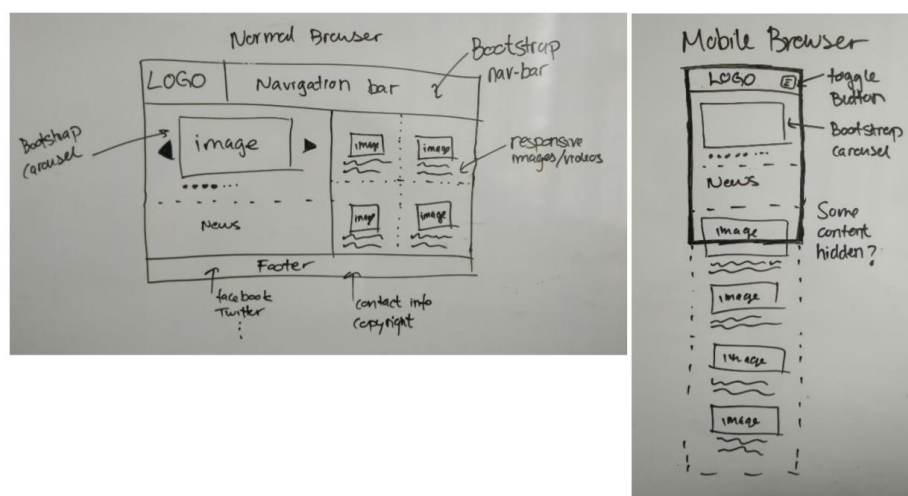 Normal Browser
Bootstrap
nav-bar
LOGO
Navigation bar
Bootstrap
carousel
image
image
image
responsive
images/videos
News
image
image
Footer
facebook
Twitter
contact info
copyright
Mobile Browser
LOGO
toggle
Button
Bootstrap
carousel
News
Some
content
hidden?
image
image
image
image